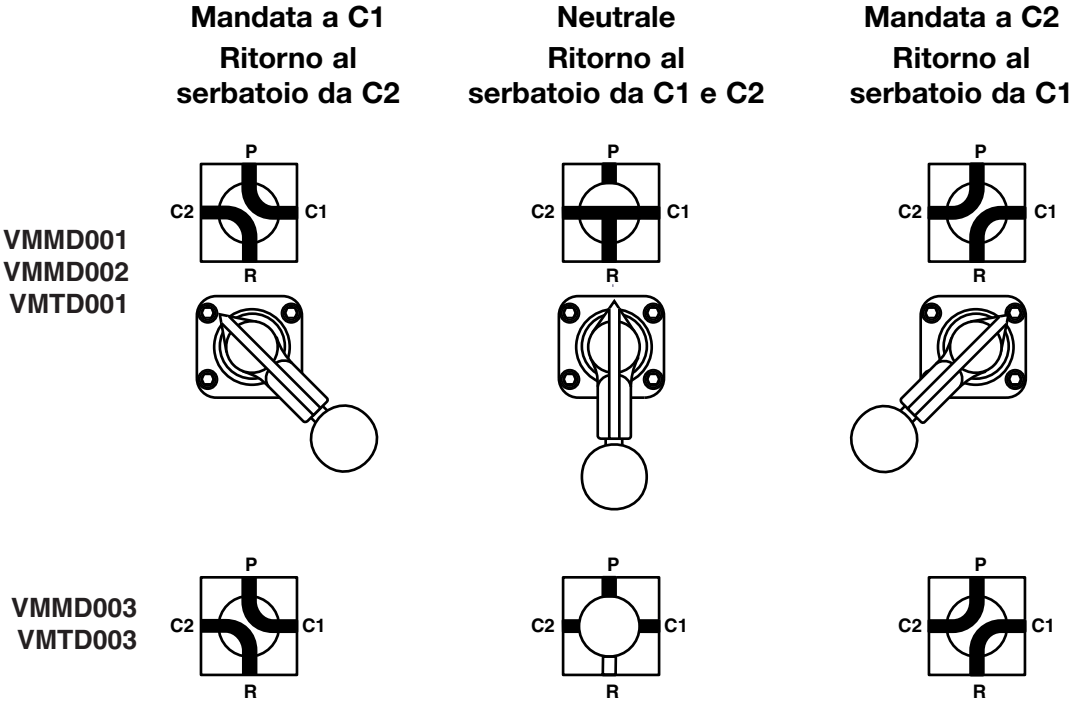 Mandata a C1
Ritorno al
serbatoio da C2
Neutrale
Ritorno al
serbatoio da C1 e C2
Mandata a C2
Ritorno al
serbatoio da C1
VMMD001
VMMD002
VMTD001
P
C2
C1
R
P
C2
C1
R
P
C2
C1
R
VMMD003
VMTD003
P
C2
C1
R
P
C2
C1
R
P
C2
C1
R